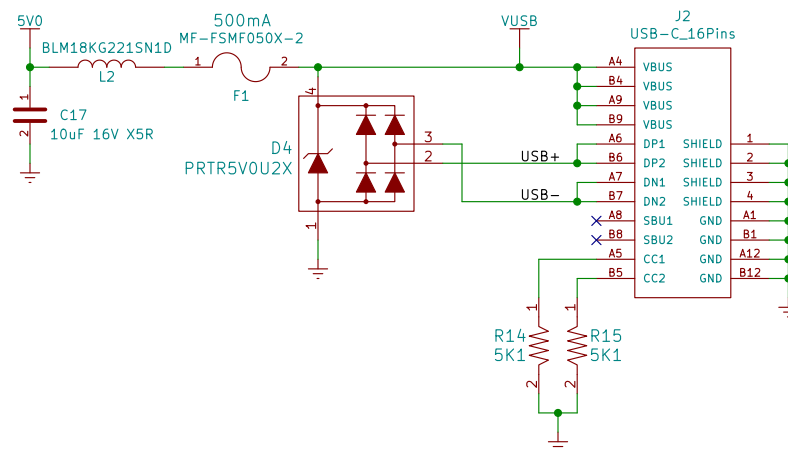 5V0
500mA
MF-FSMF050X-2
VUSB
J2
USB-C_16Pins
BLM18KG221SN1D
L2
1
2
F1
1
2
C17
10uF 16V X5R
D4
PRTR5V0U2X
4
3
2
1
USB+
USB-
A4 VBUS
B4 VBUS
A9 VBUS
B9 VBUS
A6 DP1 SHIELD 1
B6 DP2 SHIELD 2
A7 DN1 SHIELD 3
B7 DN2 SHIELD 4
A8 SBU1 GND A1
B8 SBU2 GND B1
A5 CC1 GND A12
B5 CC2 GND B12
1
1
R14
5K1
R15
5K1
2
2